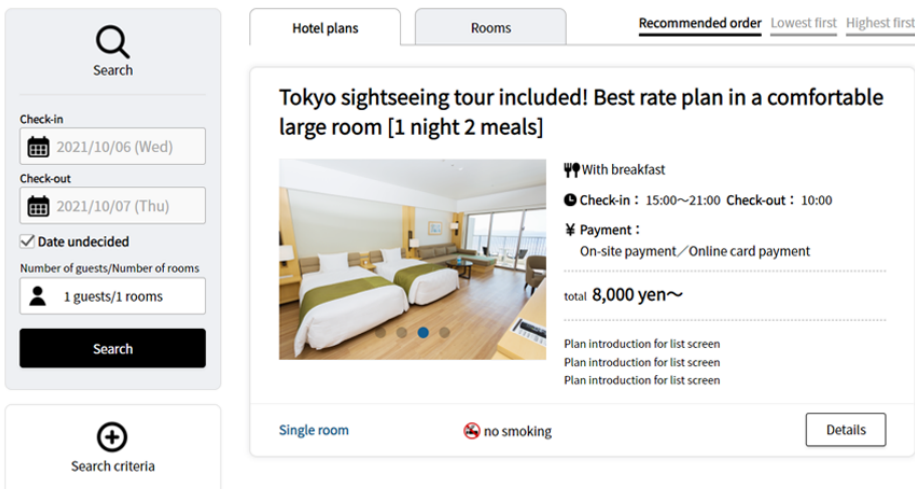 Search
Check-in
2021/10/06 (Wed)
Check-out
2021/10/07 (Thu)
Date undecided
Number of guests/Number of rooms
1 guests/1 rooms
Search
Search criteria
Hotel plans
Rooms
Recommended order Lowest first Highest first
Tokyo sightseeing tour included! Best rate plan in a comfortable
large room [1 night 2 meals]
With breakfast
Check-in： 15:00～21:00 Check-out： 10:00
¥ Payment：
On-site payment／Online card payment
total 8,000 yen～
Plan introduction for list screen
Plan introduction for list screen
Plan introduction for list screen
Single room
no smoking
Details